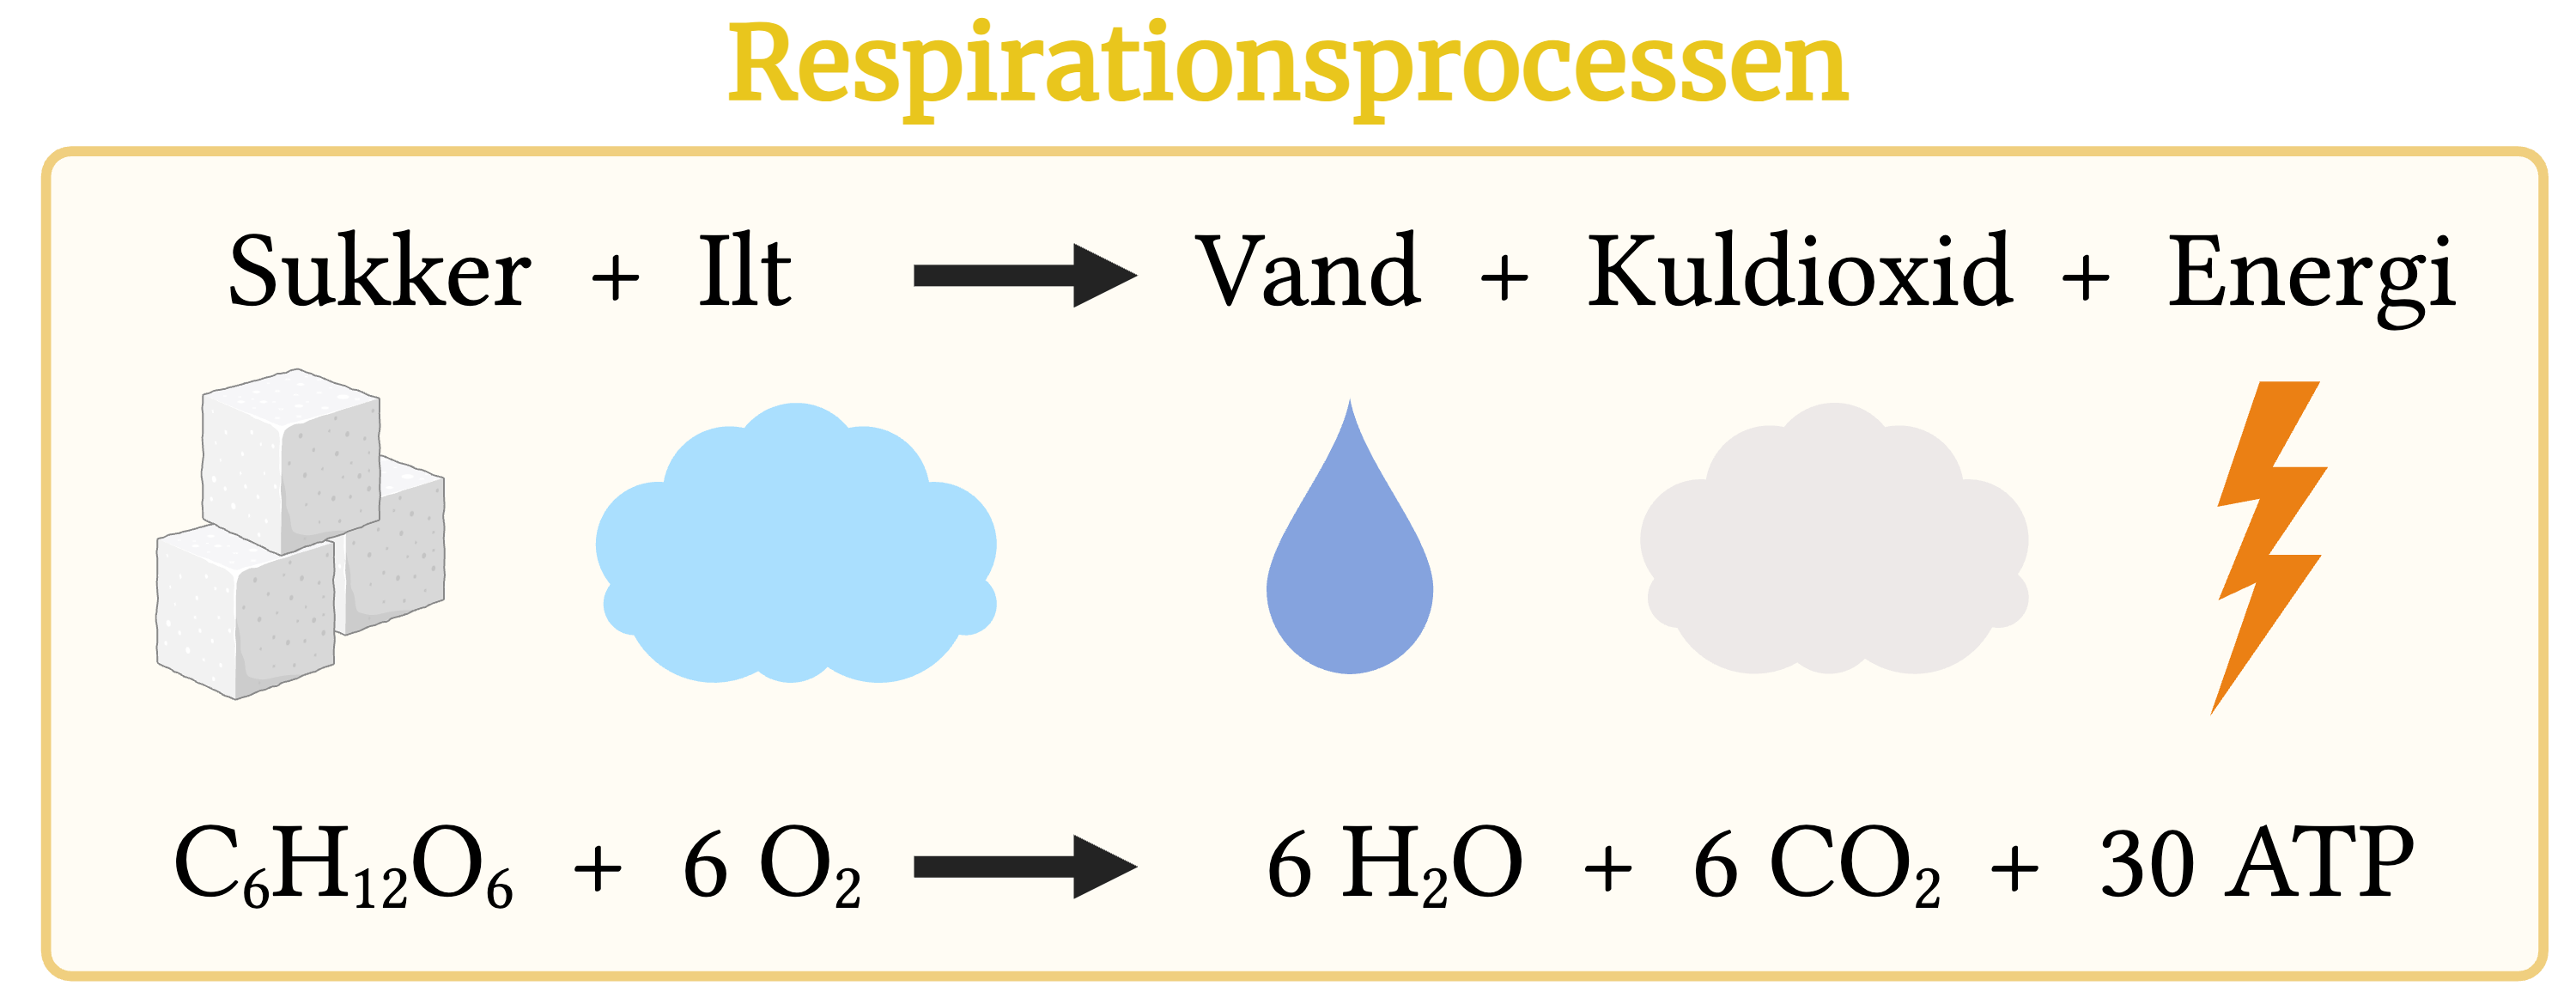 Respirationsprocessen
Sukker + Ilt → Vand + Kuldioxid + Energi
C₆H₁₂O₆ + 6 O₂ → 6 H₂O + 6 CO₂ + 30 ATP